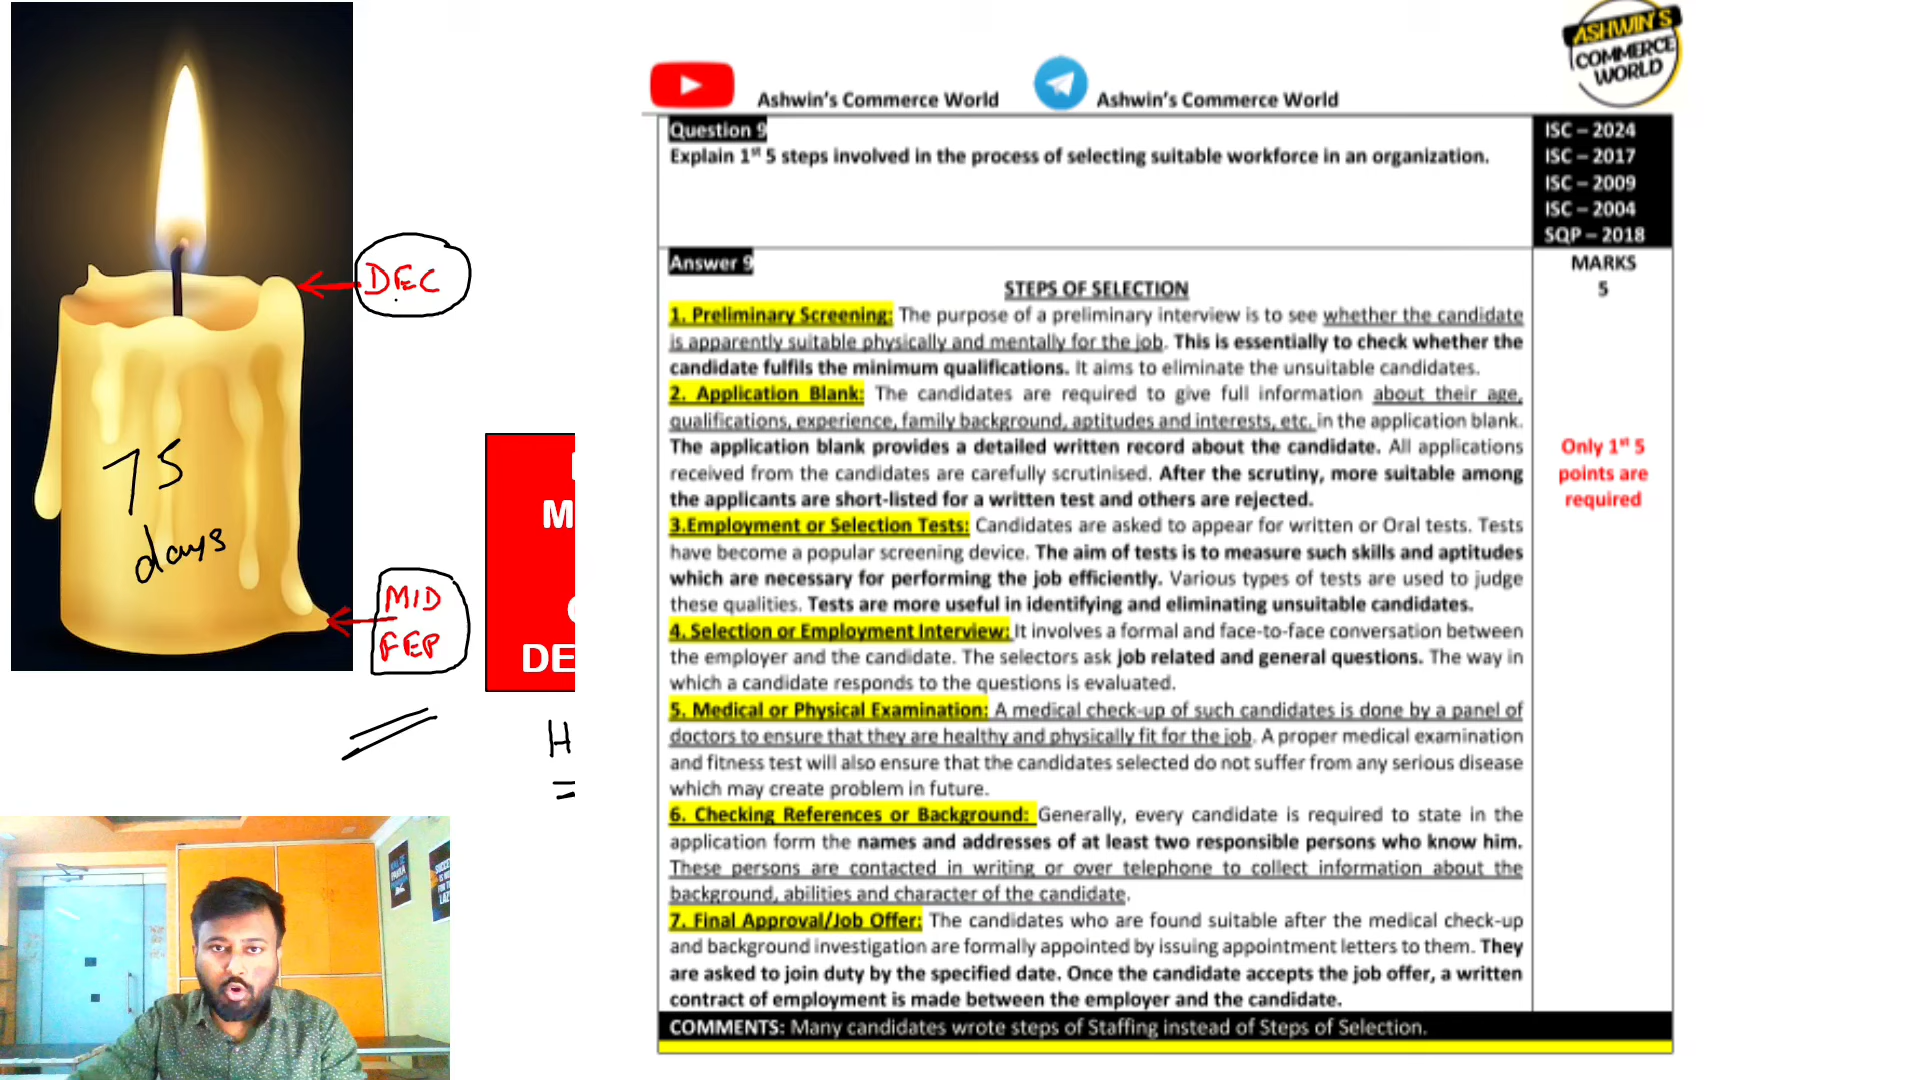 ASHWIN'S
COMMERCE
WORLD
Ashwin's Commerce World
Ashwin's Commerce World
Question 9
Explain 1st 5 steps involved in the process of selecting suitable workforce in an organization.
ISC – 2024
ISC – 2017
ISC – 2009
ISC – 2004
SQP – 2018
Answer 9
MARKS
5
STEPS OF SELECTION
1. Preliminary Screening: The purpose of a preliminary interview is to see whether the candidate
is apparently suitable physically and mentally for the job. This is essentially to check whether the
candidate fulfils the minimum qualifications. It aims to eliminate the unsuitable candidates.
2. Application Blank: The candidates are required to give full information about their age,
qualifications, experience, family background, aptitudes and interests, etc. in the application blank.
The application blank provides a detailed written record about the candidate. All applications
received from the candidates are carefully scrutinised. After the scrutiny, more suitable among
the applicants are short-listed for a written test and others are rejected.
3.Employment or Selection Tests: Candidates are asked to appear for written or Oral tests. Tests
have become a popular screening device. The aim of tests is to measure such skills and aptitudes
which are necessary for performing the job efficiently. Various types of tests are used to judge
these qualities. Tests are more useful in identifying and eliminating unsuitable candidates.
4. Selection or Employment Interview: It involves a formal and face-to-face conversation between
the employer and the candidate. The selectors ask job related and general questions. The way in
which a candidate responds to the questions is evaluated.
5. Medical or Physical Examination: A medical check-up of such candidates is done by a panel of
doctors to ensure that they are healthy and physically fit for the job. A proper medical examination
and fitness test will also ensure that the candidates selected do not suffer from any serious disease
which may create problem in future.
6. Checking References or Background: Generally, every candidate is required to state in the
application form the names and addresses of at least two responsible persons who know him.
These persons are contacted in writing or over telephone to collect information about the
background, abilities and character of the candidate.
7. Final Approval/Job Offer: The candidates who are found suitable after the medical check-up
and background investigation are formally appointed by issuing appointment letters to them. They
are asked to join duty by the specified date. Once the candidate accepts the job offer, a written
contract of employment is made between the employer and the candidate.
COMMENTS: Many candidates wrote steps of Staffing instead of Steps of Selection.
Only 1st 5
points are
required
DEC
75
days
MID
FEB
M
DE
H